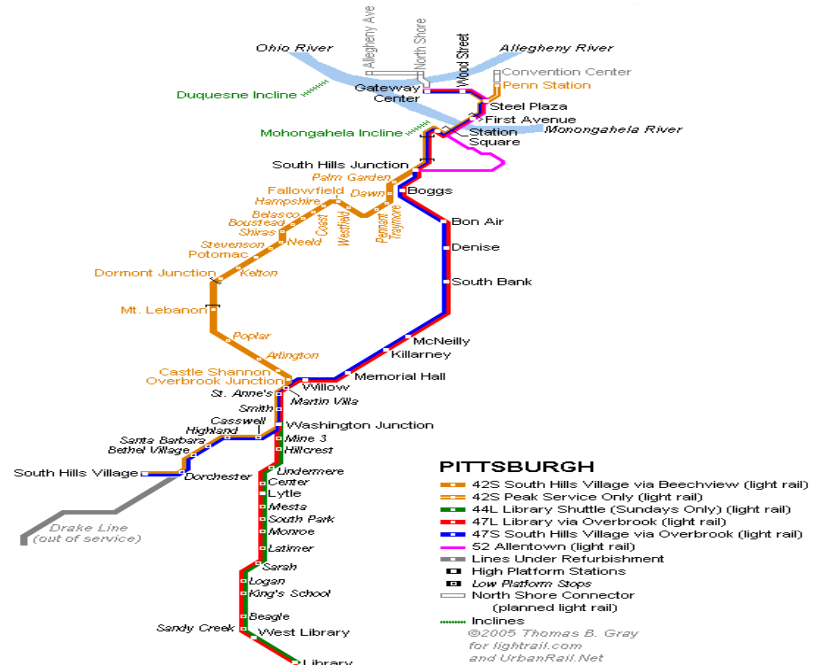 Allegheny Ave
North Shore
Wood Street
Ohio River
Allegheny River
Convention Center
Penn Station
Duquesne Incline
Gateway
Center
Steel Plaza
First Avenue
Mohongahela Incline
Station
Square
Monongahela River
South Hills Junction
Palm Garden
Fallowfield
Dawn
Boggs
Hampshire
Belasco
Boustead
Shiras
Coast
Westfield
Pennant
Traymore
Bon Air
Stevenson
Neeld
Denise
Potomac
Dormont Junction
Kelton
South Bank
Mt. Lebanon
Poplar
McNeilly
Arlington
Killarney
Castle Shannon
Overbrook Junction
Memorial Hall
Willow
St. Anne's
Martin Villa
Smith
Casswell
Washington Junction
Highland
Mine 3
Santa Barbara
Hillcrest
Bethel Village
South Hills Village
Dorchester
Lindermere
Center
Lytle
Mesta
South Park
Monroe
Latimer
Drake Line
(out of service)
Sarah
Logan
King's School
Beagle
Sandy Creek
West Library
Library
PITTSBURGH
42S South Hills Village via Beechview (light rail)
42S Peak Service Only (light rail)
44L Library Shuttle (Sundays Only) (light rail)
47L Library via Overbrook (light rail)
47S South Hills Village via Overbrook (light rail)
52 Allentown (light rail)
Lines Under Refurbishment
High Platform Stations
Low Platform Stops
North Shore Connector
(planned light rail)
Inclines
©2005 Thomas B. Gray
for lightrail.com
and UrbanRail.Net